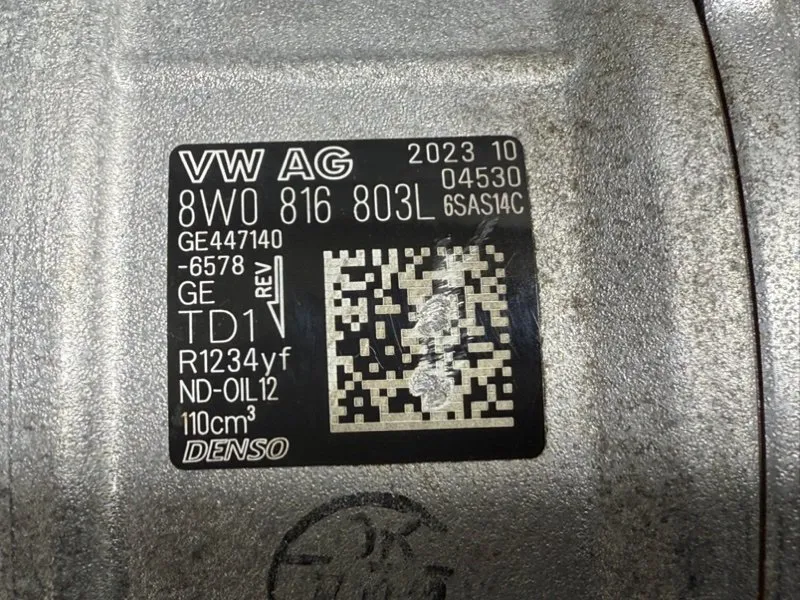 VW AG 2023 10
04530
8W0 816 803L 6SAS14C
GE447140
-6578
GE
REV
TD1
R1234yf
ND-OIL12
110cm³
DENSO
OK